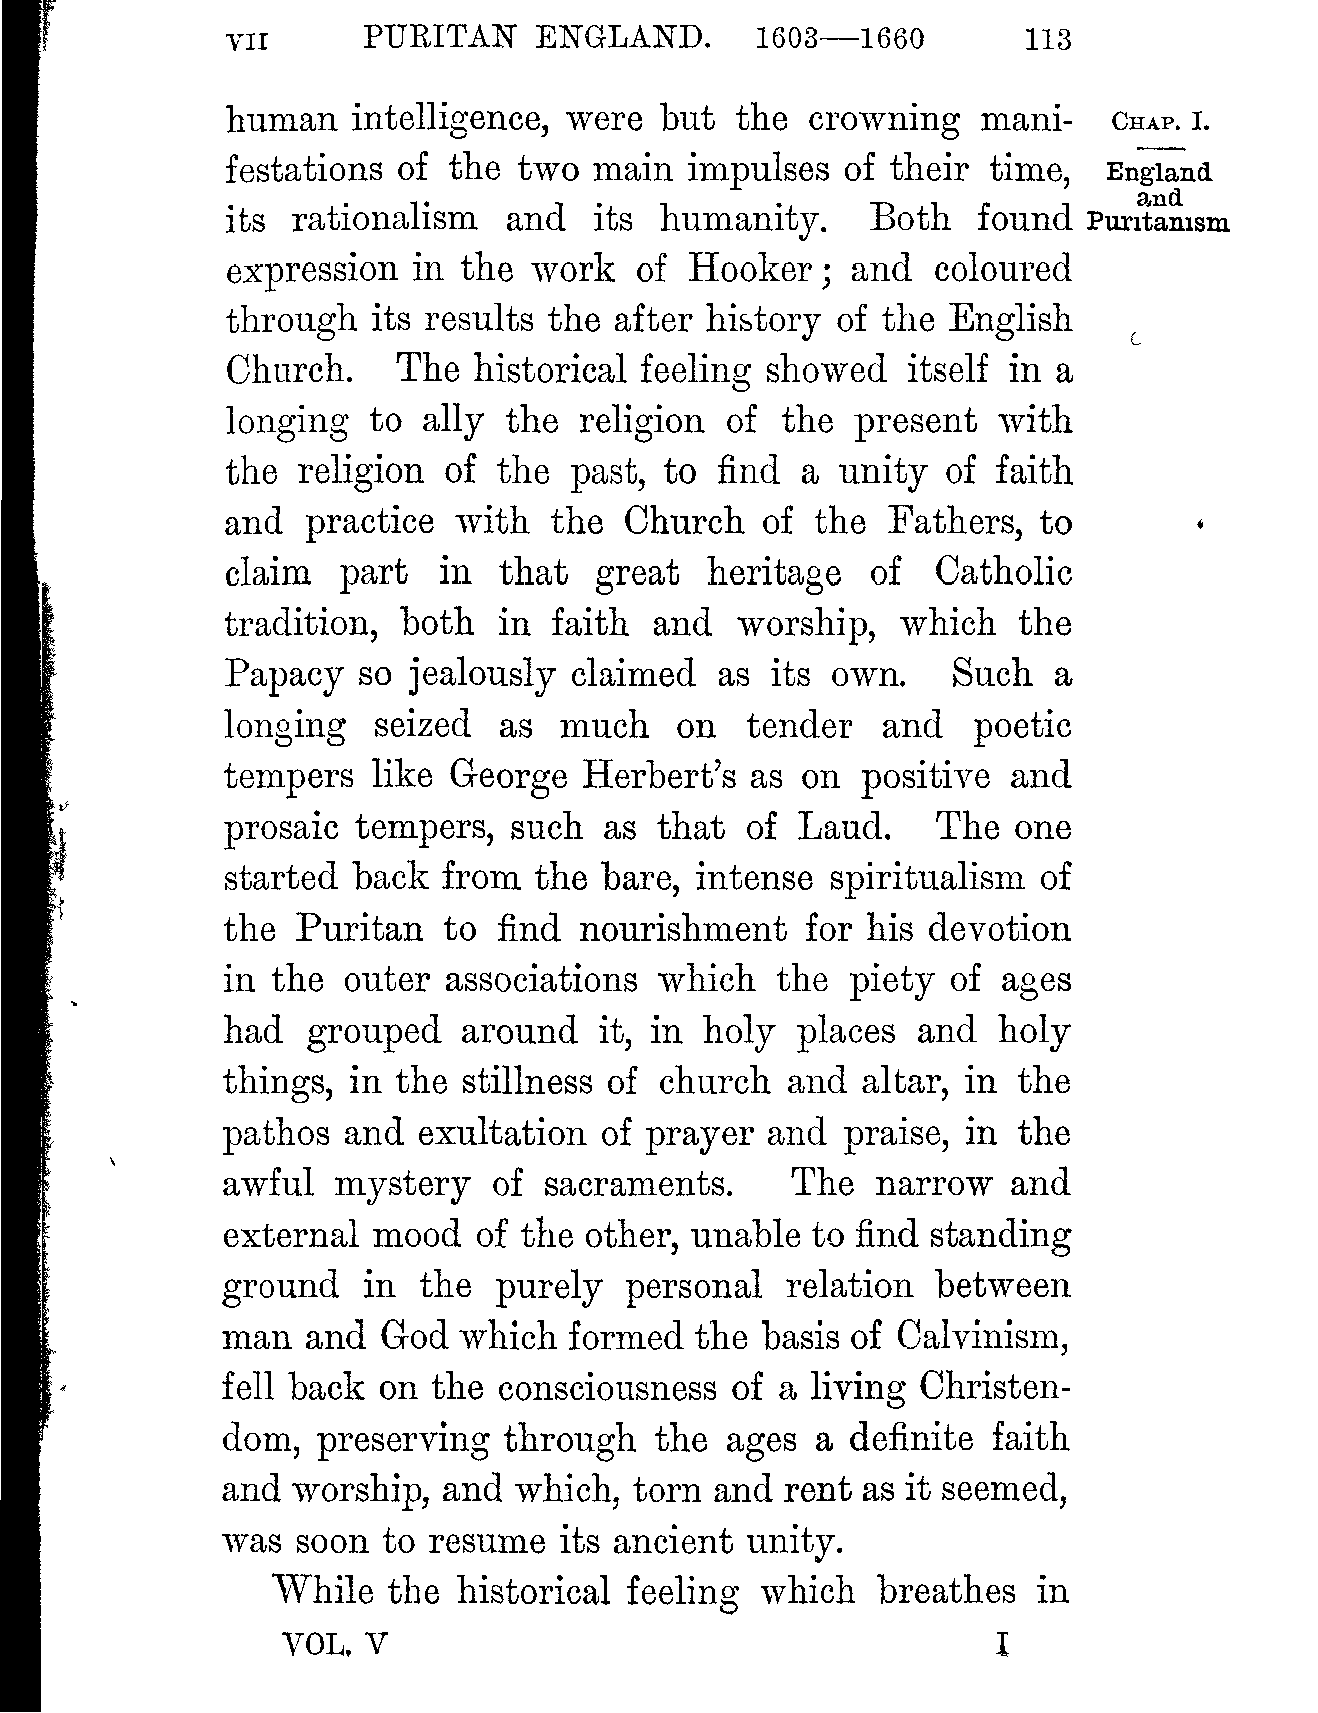 VII PURITAN ENGLAND. 1603—1660 113
human intelligence, were but the crowning mani-
festations of the two main impulses of their time,
its rationalism and its humanity. Both found
expression in the work of Hooker; and coloured
through its results the after history of the English
Church. The historical feeling showed itself in a
longing to ally the religion of the present with
the religion of the past, to find a unity of faith
and practice with the Church of the Fathers, to
claim part in that great heritage of Catholic
tradition, both in faith and worship, which the
Papacy so jealously claimed as its own. Such a
longing seized as much on tender and poetic
tempers like George Herbert's as on positive and
prosaic tempers, such as that of Laud. The one
started back from the bare, intense spiritualism of
the Puritan to find nourishment for his devotion
in the outer associations which the piety of ages
had grouped around it, in holy places and holy
things, in the stillness of church and altar, in the
pathos and exultation of prayer and praise, in the
awful mystery of sacraments. The narrow and
external mood of the other, unable to find standing
ground in the purely personal relation between
man and God which formed the basis of Calvinism,
fell back on the consciousness of a living Christen-
dom, preserving through the ages a definite faith
and worship, and which, torn and rent as it seemed,
was soon to resume its ancient unity.
While the historical feeling which breathes in
VOL. V I
CHAP. I.
England
and
Puritanism